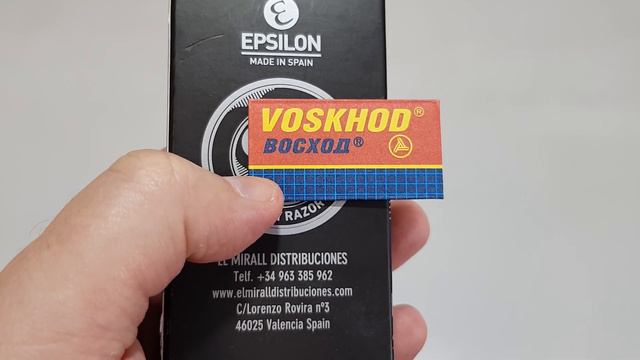 EPSILON
MADE IN SPAIN
VOSKHOD®
ВОСХОД®
RAZOR
EL MIRALL DISTRIBUCIONES
Telf. +34 963 385 962
www.elmiralldistribuciones.com
C/Lorenzo Rovira nº3
46025 Valencia Spain